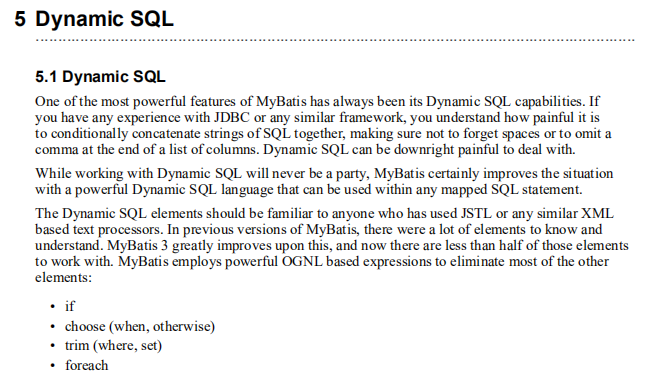 5 Dynamic SQL
5.1 Dynamic SQL
One of the most powerful features of MyBatis has always been its Dynamic SQL capabilities. If
you have any experience with JDBC or any similar framework, you understand how painful it is
to conditionally concatenate strings of SQL together, making sure not to forget spaces or to omit a
comma at the end of a list of columns. Dynamic SQL can be downright painful to deal with.
While working with Dynamic SQL will never be a party, MyBatis certainly improves the situation
with a powerful Dynamic SQL language that can be used within any mapped SQL statement.
The Dynamic SQL elements should be familiar to anyone who has used JSTL or any similar XML
based text processors. In previous versions of MyBatis, there were a lot of elements to know and
understand. MyBatis 3 greatly improves upon this, and now there are less than half of those elements
to work with. MyBatis employs powerful OGNL based expressions to eliminate most of the other
elements:
• if
• choose (when, otherwise)
• trim (where, set)
• foreach